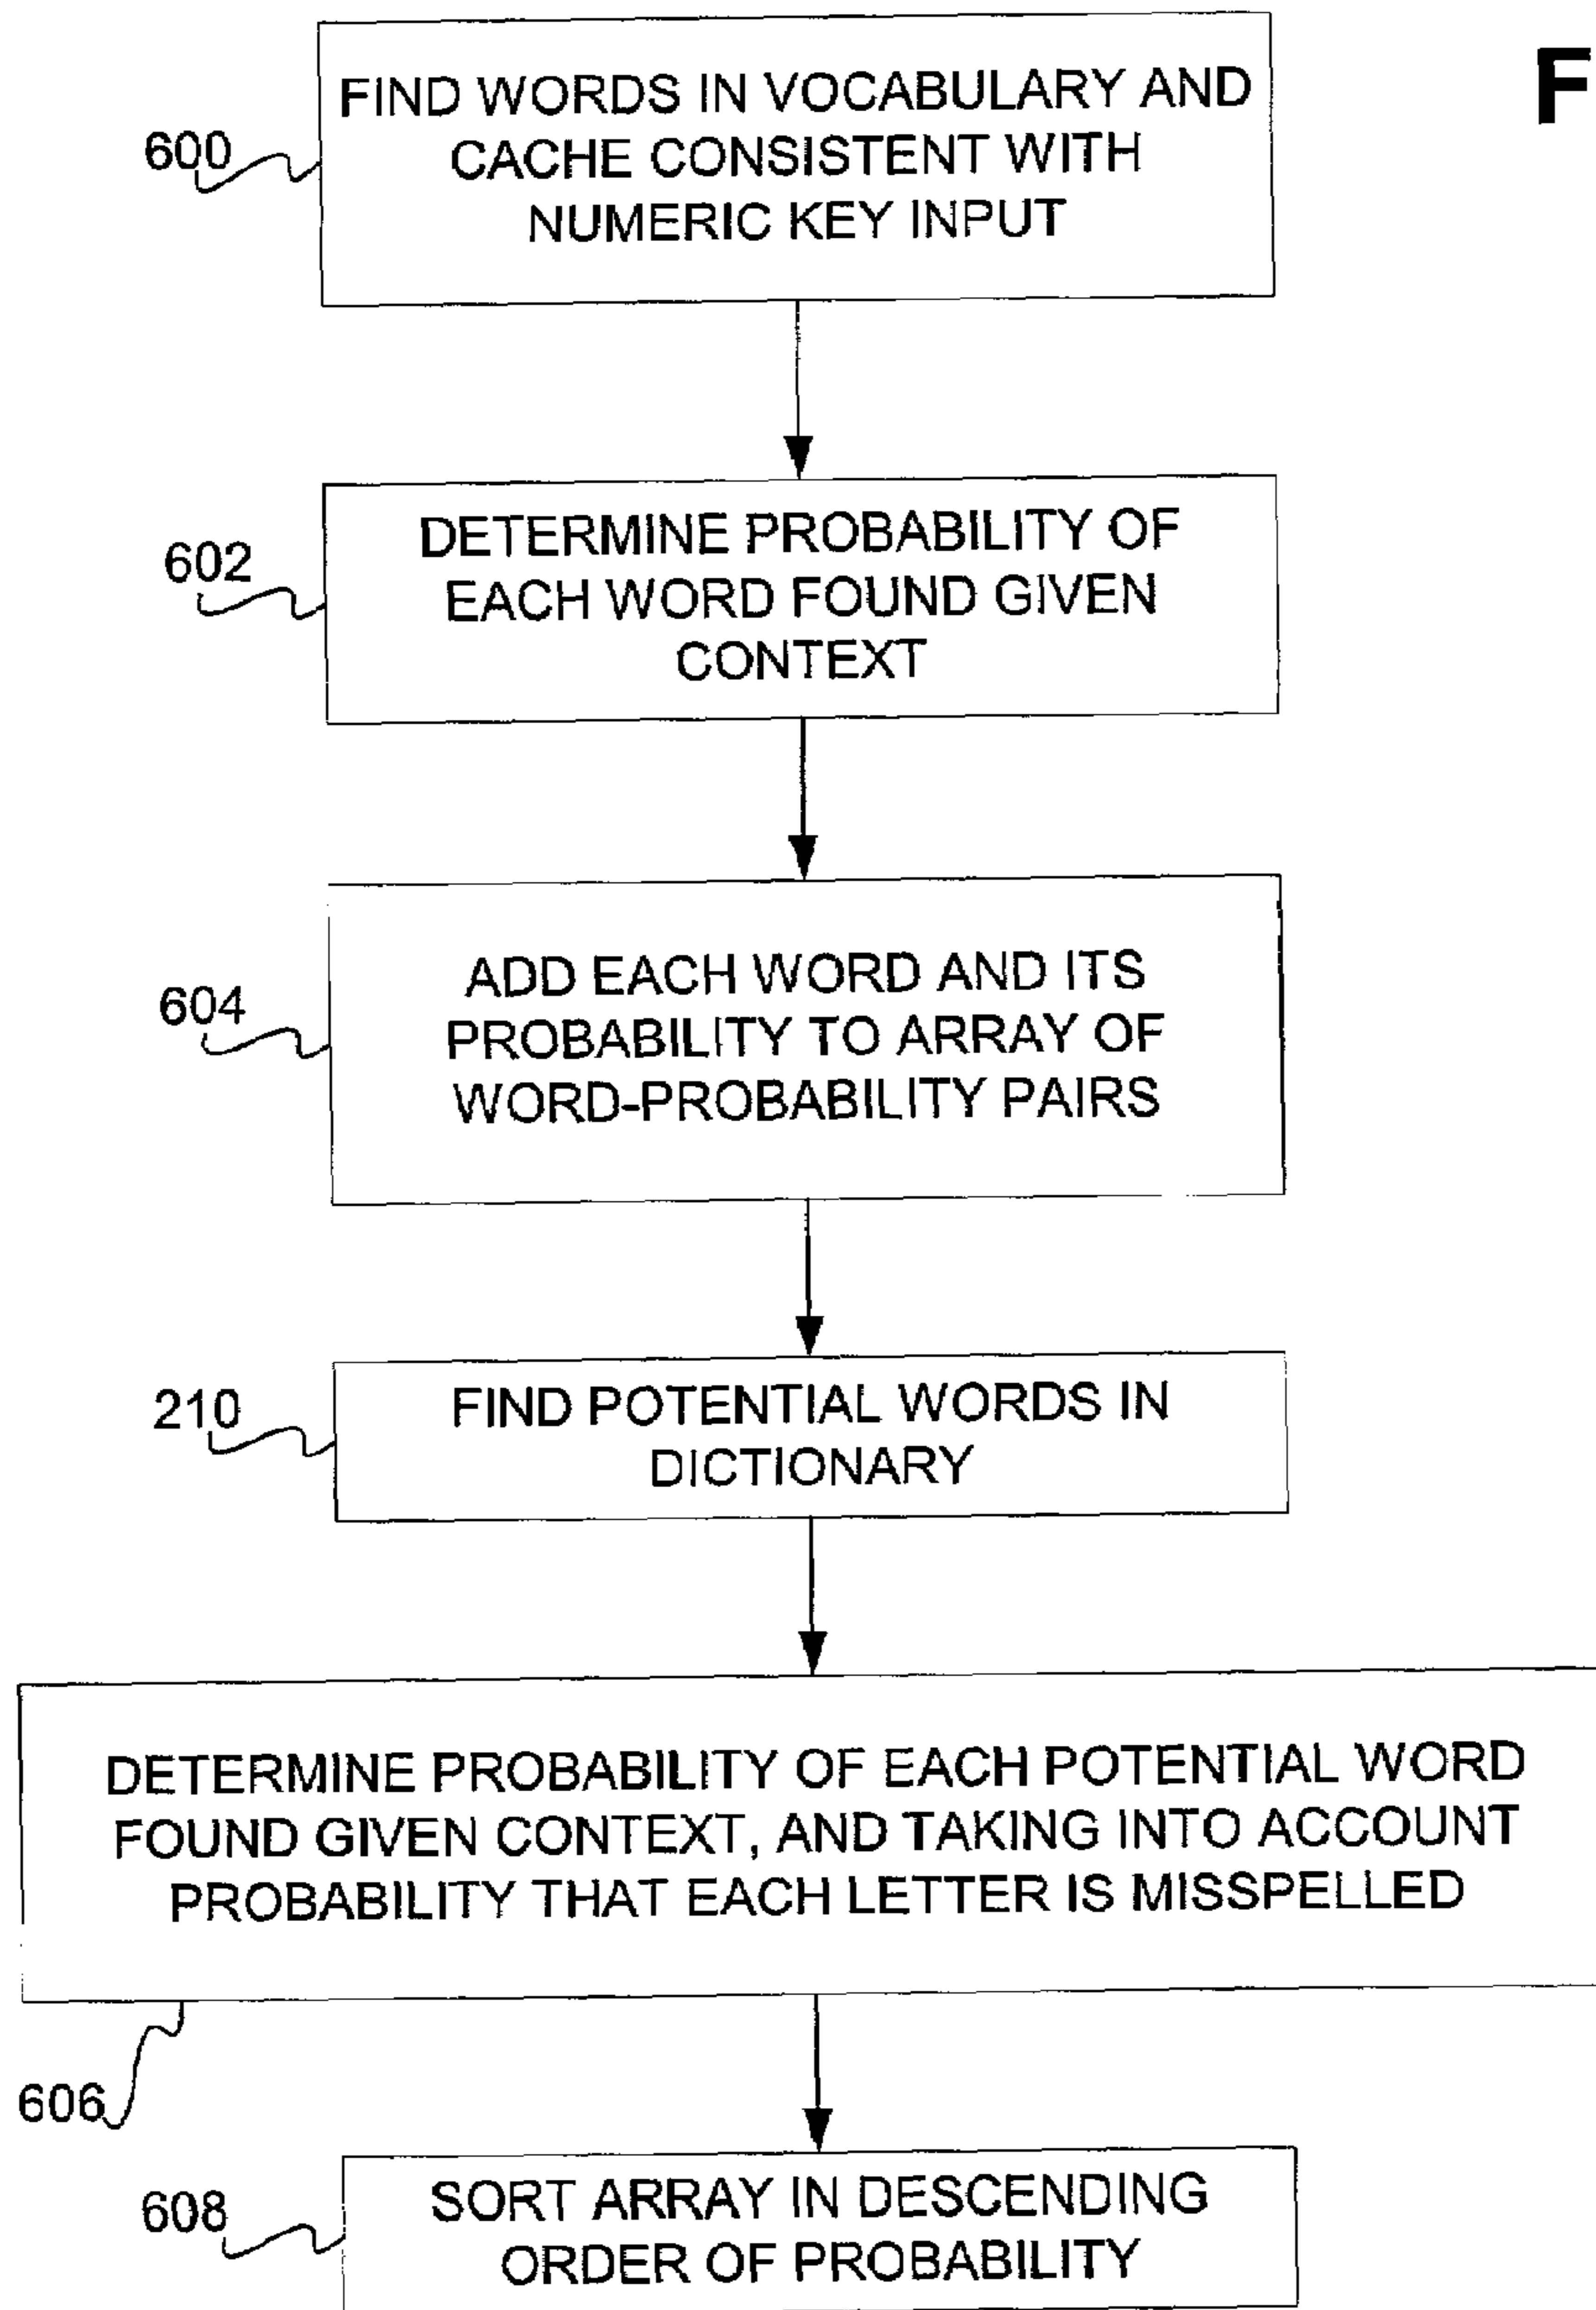 F
600
FIND WORDS IN VOCABULARY AND
CACHE CONSISTENT WITH
NUMERIC KEY INPUT
602
DETERMINE PROBABILITY OF
EACH WORD FOUND GIVEN
CONTEXT
604
ADD EACH WORD AND ITS
PROBABILITY TO ARRAY OF
WORD-PROBABILITY PAIRS
210
FIND POTENTIAL WORDS IN
DICTIONARY
DETERMINE PROBABILITY OF EACH POTENTIAL WORD
FOUND GIVEN CONTEXT, AND TAKING INTO ACCOUNT
PROBABILITY THAT EACH LETTER IS MISSPELLED
606
608
SORT ARRAY IN DESCENDING
ORDER OF PROBABILITY